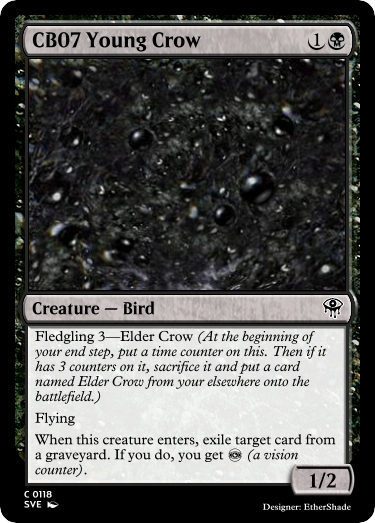 CB07 Young Crow 1
Creature — Bird
Fledgling 3—Elder Crow (At the beginning of
your end step, put a time counter on this. Then if it
has 3 counters on it, sacrifice it and put a card
named Elder Crow from your elsewhere onto the
battlefield.)
Flying
When this creature enters, exile target card from
a graveyard. If you do, you get (a vision
counter).
1/2
C 0118
SVE
Designer: EtherShade